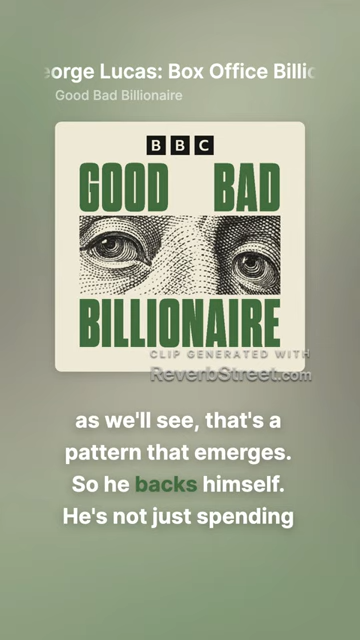 eorge Lucas: Box Office Billic
Good Bad Billionaire
BBC
GOOD BAD
BILLIONAIRE
CLIP GENERATED WITH
ReverbStreet.com
as we'll see, that's a
pattern that emerges.
So he backs himself.
He's not just spending